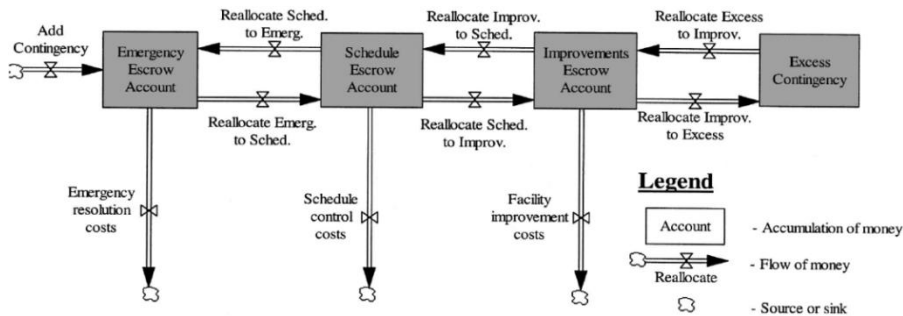 Add
Contingency
Emergency
Escrow
Account
Reallocate Sched.
to Emerg.
Reallocate Emerg.
to Sched.
Schedule
Escrow
Account
Reallocate Improv.
to Sched.
Reallocate Sched.
to Improv.
Improvements
Escrow
Account
Reallocate Excess
to Improv.
Reallocate Improv.
to Excess
Excess
Contingency
Emergency
resolution
costs
Schedule
control
costs
Facility
improvement
costs
Legend
Account
- Accumulation of money
Reallocate
- Flow of money
- Source or sink